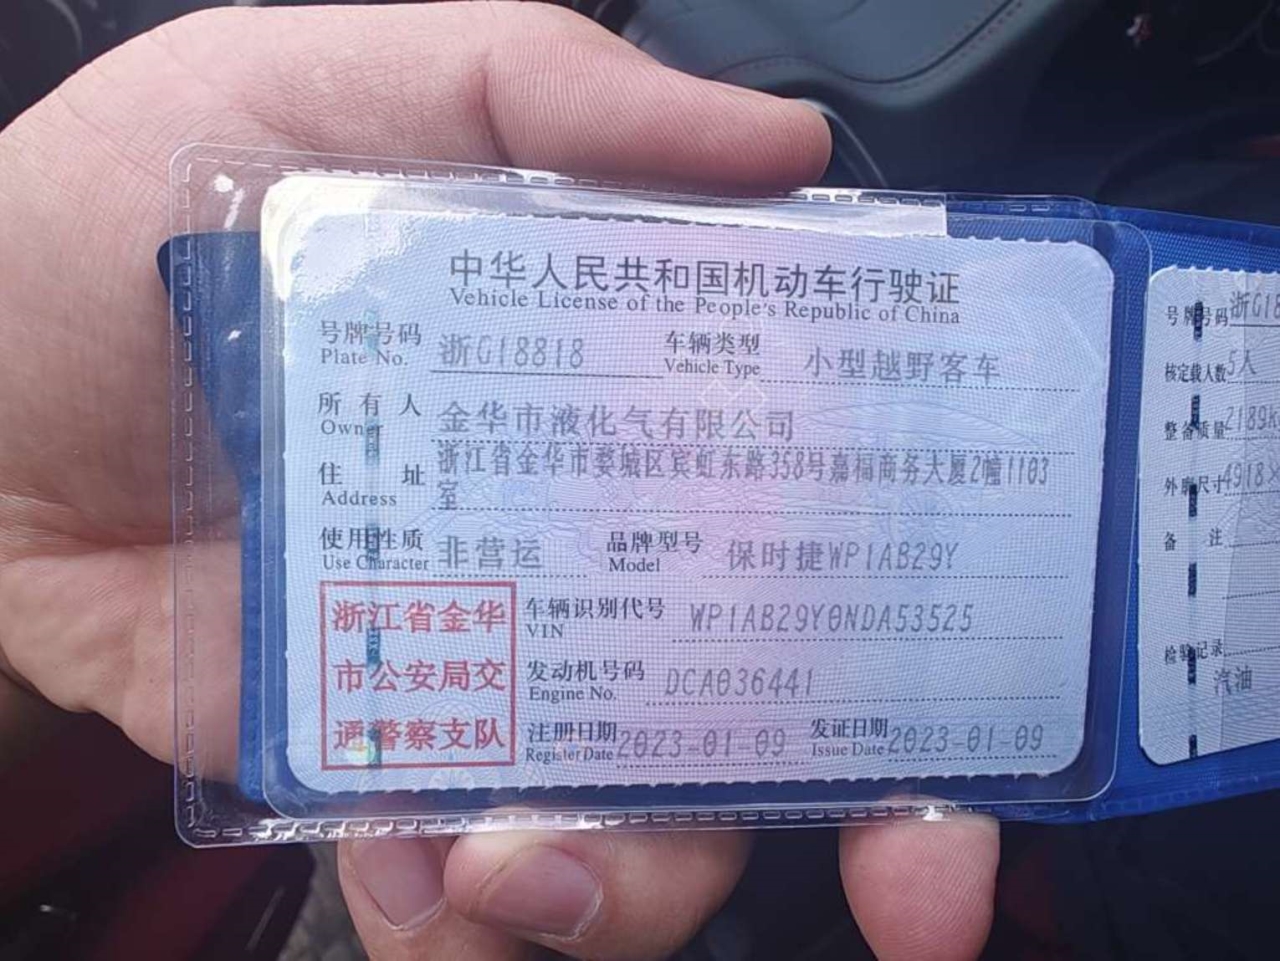 中华人民共和国机动车行驶证
Vehicle License of the People's Republic of China
号牌号码 浙G18818 车辆类型 小型越野客车
Plate No. Vehicle Type
所有人 金华市液化气有限公司
Owner
住址 浙江省金华市婺城区宾虹东路358号嘉福商务大厦2幢1103
Address 室
使用性质 非营运 品牌型号 保时捷WP1AB29Y
Use Character Model
浙江省金华
市公安局交
通警察支队
车辆识别代号 WP1AB29Y0NDA53525
VIN
发动机号码 DCA036441
Engine No.
注册日期 2023-01-09 发证日期 2023-01-09
Register Date Issue Date
号牌号码 浙G18
核定载人数 5人
整备质量 2189K
外廓尺寸 4918×
备注
检验记录
汽油